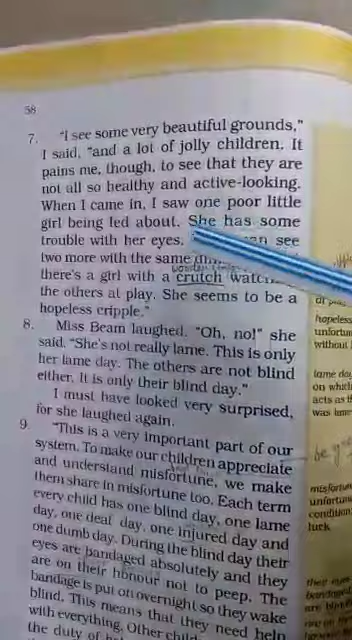 58
7. "I see some very beautiful grounds,"
I said, "and a lot of jolly children. It
pains me, though, to see that they are
not all so healthy and active-looking.
When I came in, I saw one poor little
girl being led about. She has some
trouble with her eyes. can see
two more with the same
there's a girl with a crutch
the others at play. She seems to be a
hopeless cripple."
8. Miss Beam laughed. "Oh, no!" she
said. "She's not really lame. This is only
her lame day. The others are not blind
either. It is only their blind day."
I must have looked very surprised,
for she laughed again.
9. "This is a very important part of our
system. To make our children appreciate
and understand misfortune, we make
them share in misfortune too. Each term
every child has one blind day, one lame
day, one deaf day, one injured day and
one dumb day. During the blind day their
eyes are bandaged absolutely and they
are on their honour not to peep. The
bandage is put on overnight so they wake
blind. This means they need help
with everything. Other
the duty of
hopeless
unfortun
without
lame day
on which
acts as th
was lame
misfortun
unfortun
condition
luck
their eyes
bandaged
are blind